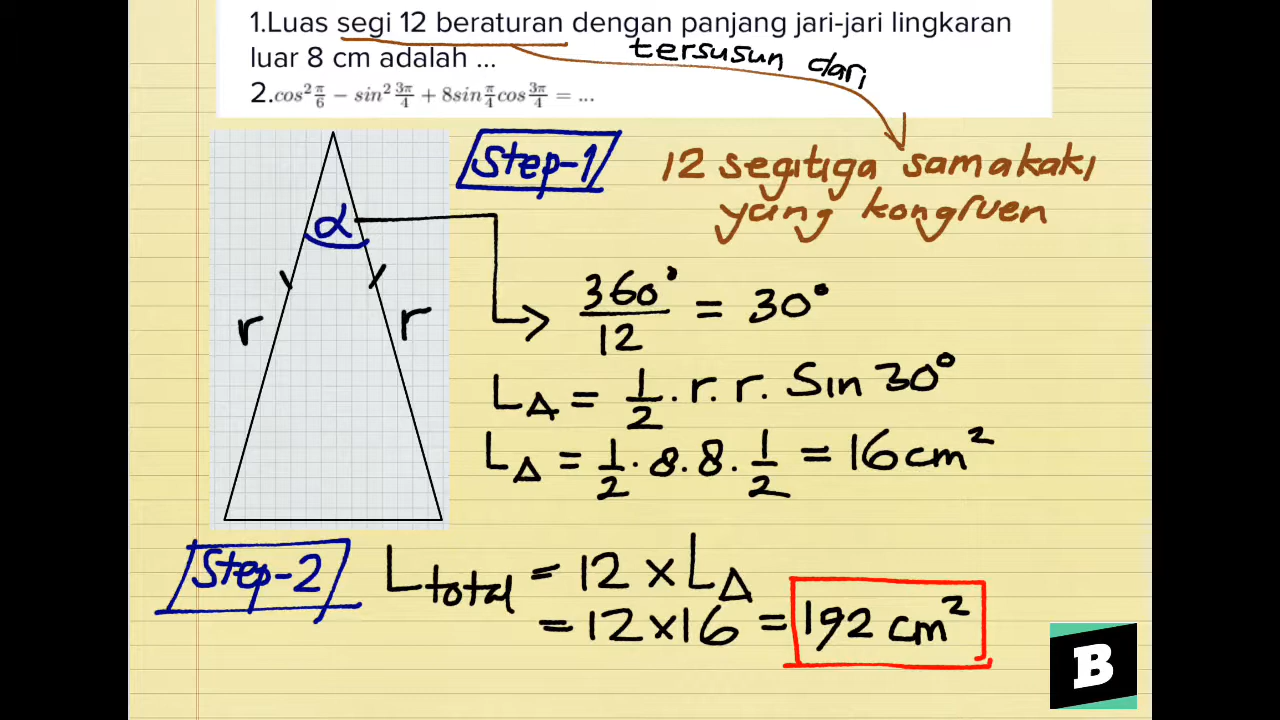 1.Luas segi 12 beraturan dengan panjang jari-jari lingkaran
luar 8 cm adalah ...
tersusun dari
2.cos² π/6 − sin² 3π/4 + 8sin π/4 cos 3π/4 = ...
Step-1
12 segitiga samakaki
yang kongruen
α
r
r
360°/12 = 30°
L△ = 1/2 . r. r. Sin 30°
L△ = 1/2 . 8. 8. 1/2 = 16 cm²
Step-2
Ltotal = 12 x L△
= 12 x 16 = 192 cm²
B